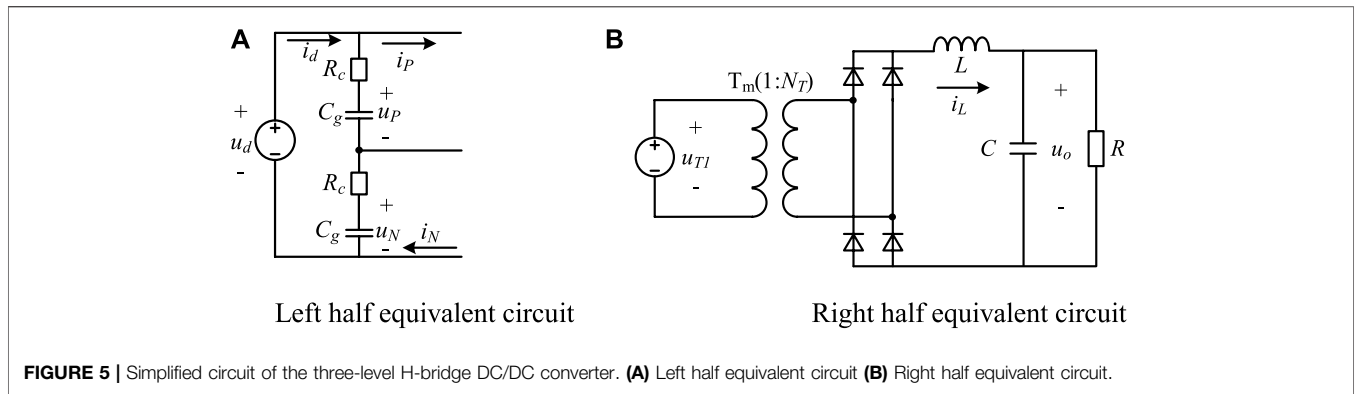 A
i_d
i_P
R_c
+
C_g
u_P
-
+
u_d
-
R_c
+
C_g
u_N
-
i_N
Left half equivalent circuit
B
T_m(1:N_T)
+
u_{T1}
-
L
i_L
C
+
u_o
-
R
Right half equivalent circuit
FIGURE 5 | Simplified circuit of the three-level H-bridge DC/DC converter. (A) Left half equivalent circuit (B) Right half equivalent circuit.